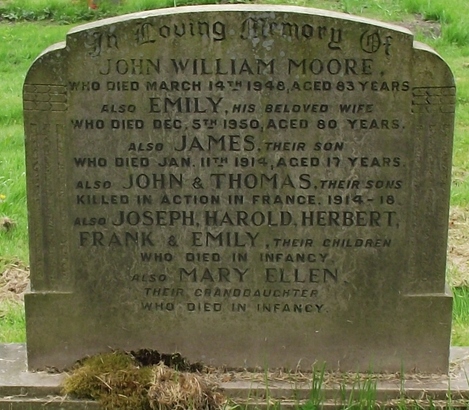 In Loving Memory Of
JOHN WILLIAM MOORE,
WHO DIED MARCH 14TH 1948, AGED 83 YEARS.
ALSO EMILY, HIS BELOVED WIFE
WHO DIED DEC. 5TH 1950, AGED 80 YEARS.
ALSO JAMES, THEIR SON
WHO DIED JAN. 11TH 1914, AGED 17 YEARS.
ALSO JOHN & THOMAS, THEIR SONS
KILLED IN ACTION IN FRANCE, 1914-18.
ALSO JOSEPH, HAROLD, HERBERT,
FRANK & EMILY, THEIR CHILDREN
WHO DIED IN INFANCY.
ALSO MARY ELLEN,
THEIR GRANDDAUGHTER
WHO DIED IN INFANCY.